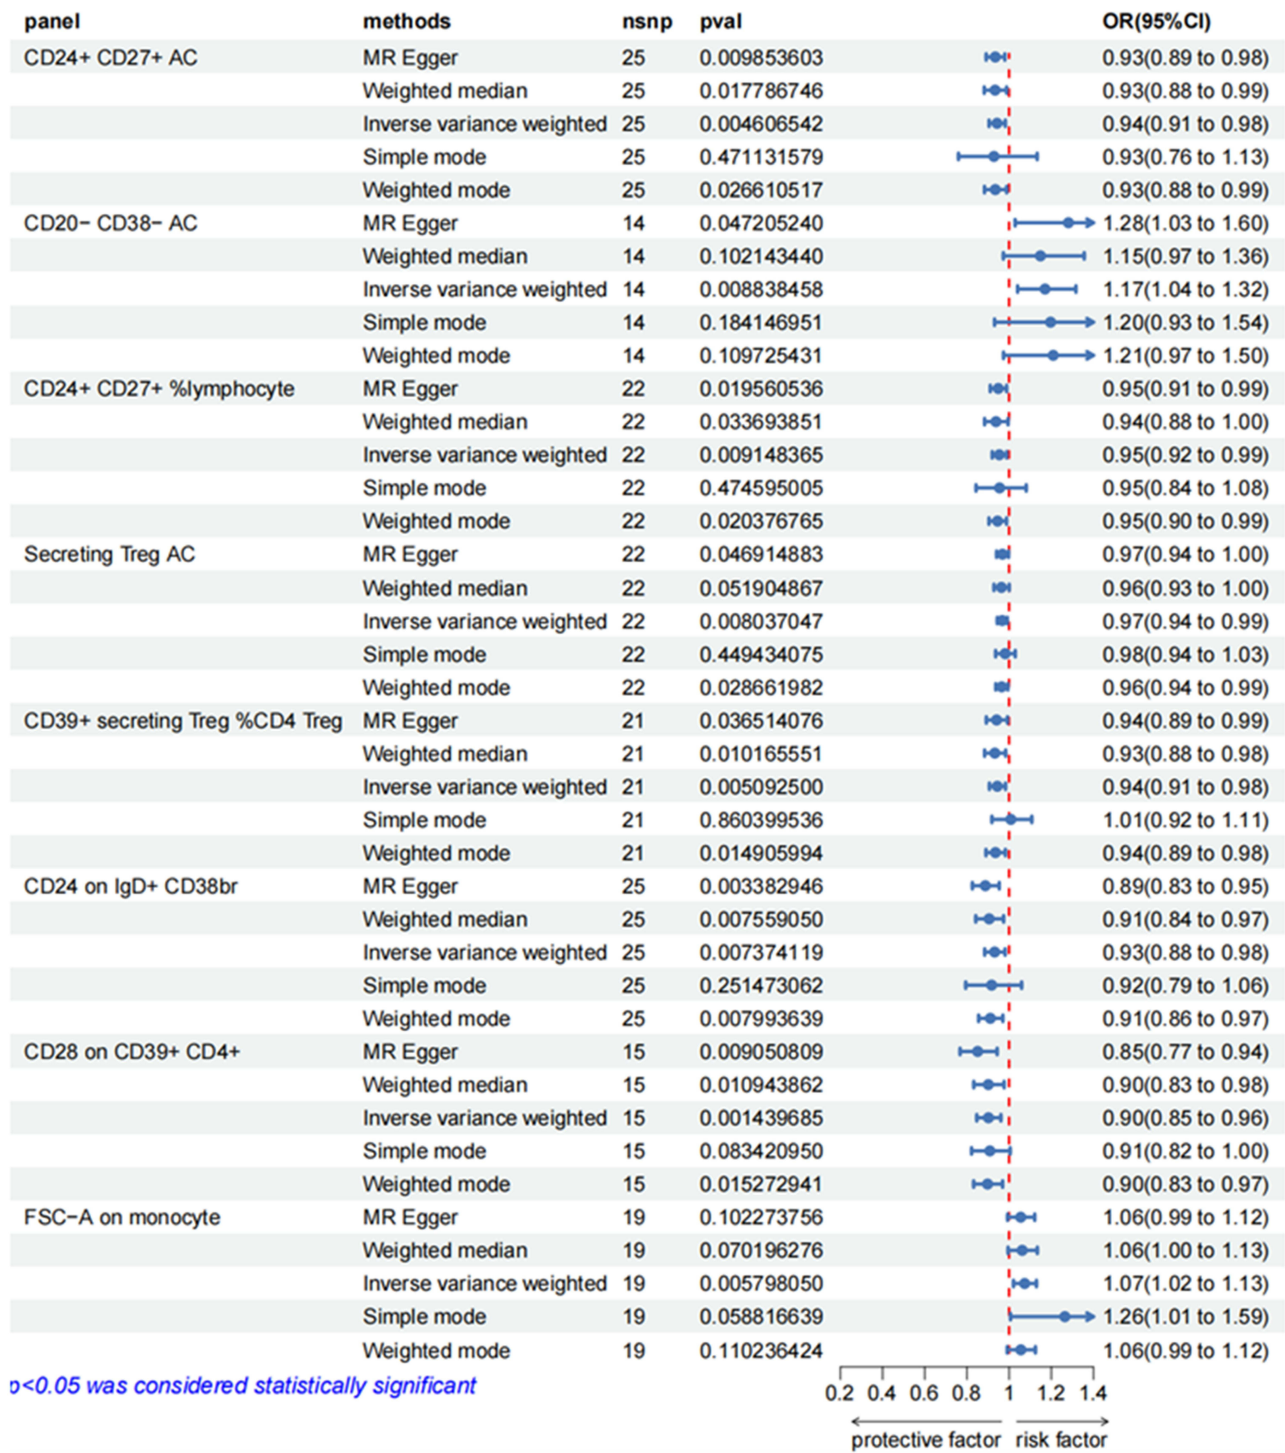 panel methods nsnp pval OR(95%CI)
CD24+ CD27+ AC MR Egger 25 0.009853603 0.93(0.89 to 0.98)
Weighted median 25 0.017786746 0.93(0.88 to 0.99)
Inverse variance weighted 25 0.004606542 0.94(0.91 to 0.98)
Simple mode 25 0.471131579 0.93(0.76 to 1.13)
Weighted mode 25 0.026610517 0.93(0.88 to 0.99)
CD20− CD38− AC MR Egger 14 0.047205240 1.28(1.03 to 1.60)
Weighted median 14 0.102143440 1.15(0.97 to 1.36)
Inverse variance weighted 14 0.008838458 1.17(1.04 to 1.32)
Simple mode 14 0.184146951 1.20(0.93 to 1.54)
Weighted mode 14 0.109725431 1.21(0.97 to 1.50)
CD24+ CD27+ %lymphocyte MR Egger 22 0.019560536 0.95(0.91 to 0.99)
Weighted median 22 0.033693851 0.94(0.88 to 1.00)
Inverse variance weighted 22 0.009148365 0.95(0.92 to 0.99)
Simple mode 22 0.474595005 0.95(0.84 to 1.08)
Weighted mode 22 0.020376765 0.95(0.90 to 0.99)
Secreting Treg AC MR Egger 22 0.046914883 0.97(0.94 to 1.00)
Weighted median 22 0.051904867 0.96(0.93 to 1.00)
Inverse variance weighted 22 0.008037047 0.97(0.94 to 0.99)
Simple mode 22 0.449434075 0.98(0.94 to 1.03)
Weighted mode 22 0.028661982 0.96(0.94 to 0.99)
CD39+ secreting Treg %CD4 Treg MR Egger 21 0.036514076 0.94(0.89 to 0.99)
Weighted median 21 0.010165551 0.93(0.88 to 0.98)
Inverse variance weighted 21 0.005092500 0.94(0.91 to 0.98)
Simple mode 21 0.860399536 1.01(0.92 to 1.11)
Weighted mode 21 0.014905994 0.94(0.89 to 0.98)
CD24 on IgD+ CD38br MR Egger 25 0.003382946 0.89(0.83 to 0.95)
Weighted median 25 0.007559050 0.91(0.84 to 0.97)
Inverse variance weighted 25 0.007374119 0.93(0.88 to 0.98)
Simple mode 25 0.251473062 0.92(0.79 to 1.06)
Weighted mode 25 0.007993639 0.91(0.86 to 0.97)
CD28 on CD39+ CD4+ MR Egger 15 0.009050809 0.85(0.77 to 0.94)
Weighted median 15 0.010943862 0.90(0.83 to 0.98)
Inverse variance weighted 15 0.001439685 0.90(0.85 to 0.96)
Simple mode 15 0.083420950 0.91(0.82 to 1.00)
Weighted mode 15 0.015272941 0.90(0.83 to 0.97)
FSC−A on monocyte MR Egger 19 0.102273756 1.06(0.99 to 1.12)
Weighted median 19 0.070196276 1.06(1.00 to 1.13)
Inverse variance weighted 19 0.005798050 1.07(1.02 to 1.13)
Simple mode 19 0.058816639 1.26(1.01 to 1.59)
Weighted mode 19 0.110236424 1.06(0.99 to 1.12)
p<0.05 was considered statistically significant
0.2 0.4 0.6 0.8 1 1.2 1.4
protective factor risk factor